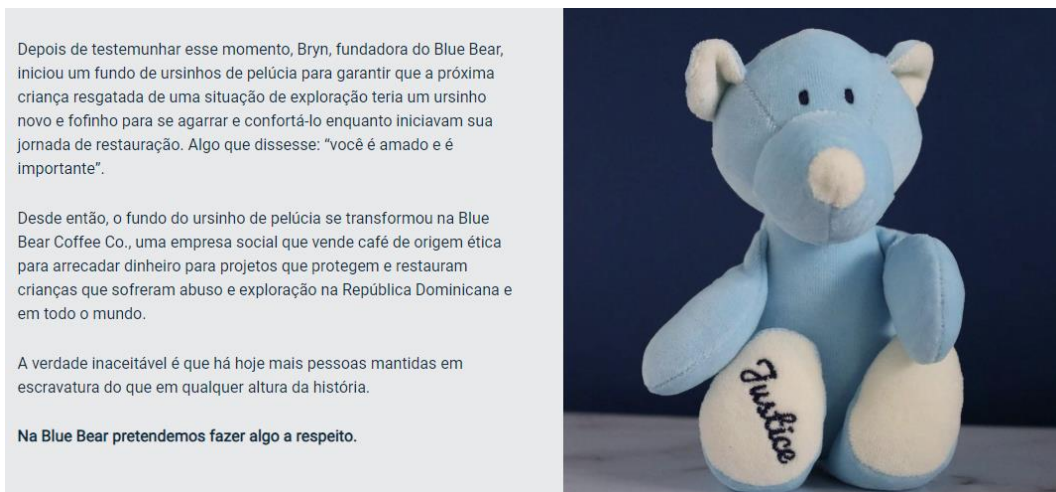 Depois de testemunhar esse momento, Bryn, fundadora do Blue Bear,
iniciou um fundo de ursinhos de pelúcia para garantir que a próxima
criança resgatada de uma situação de exploração teria um ursinho
novo e fofinho para se agarrar e confortá-lo enquanto iniciavam sua
jornada de restauração. Algo que dissesse: “você é amado e é
importante”.
Desde então, o fundo do ursinho de pelúcia se transformou na Blue
Bear Coffee Co., uma empresa social que vende café de origem ética
para arrecadar dinheiro para projetos que protegem e restauram
crianças que sofreram abuso e exploração na República Dominicana e
em todo o mundo.
A verdade inaceitável é que há hoje mais pessoas mantidas em
escravatura do que em qualquer altura da história.
Na Blue Bear pretendemos fazer algo a respeito.
Justice